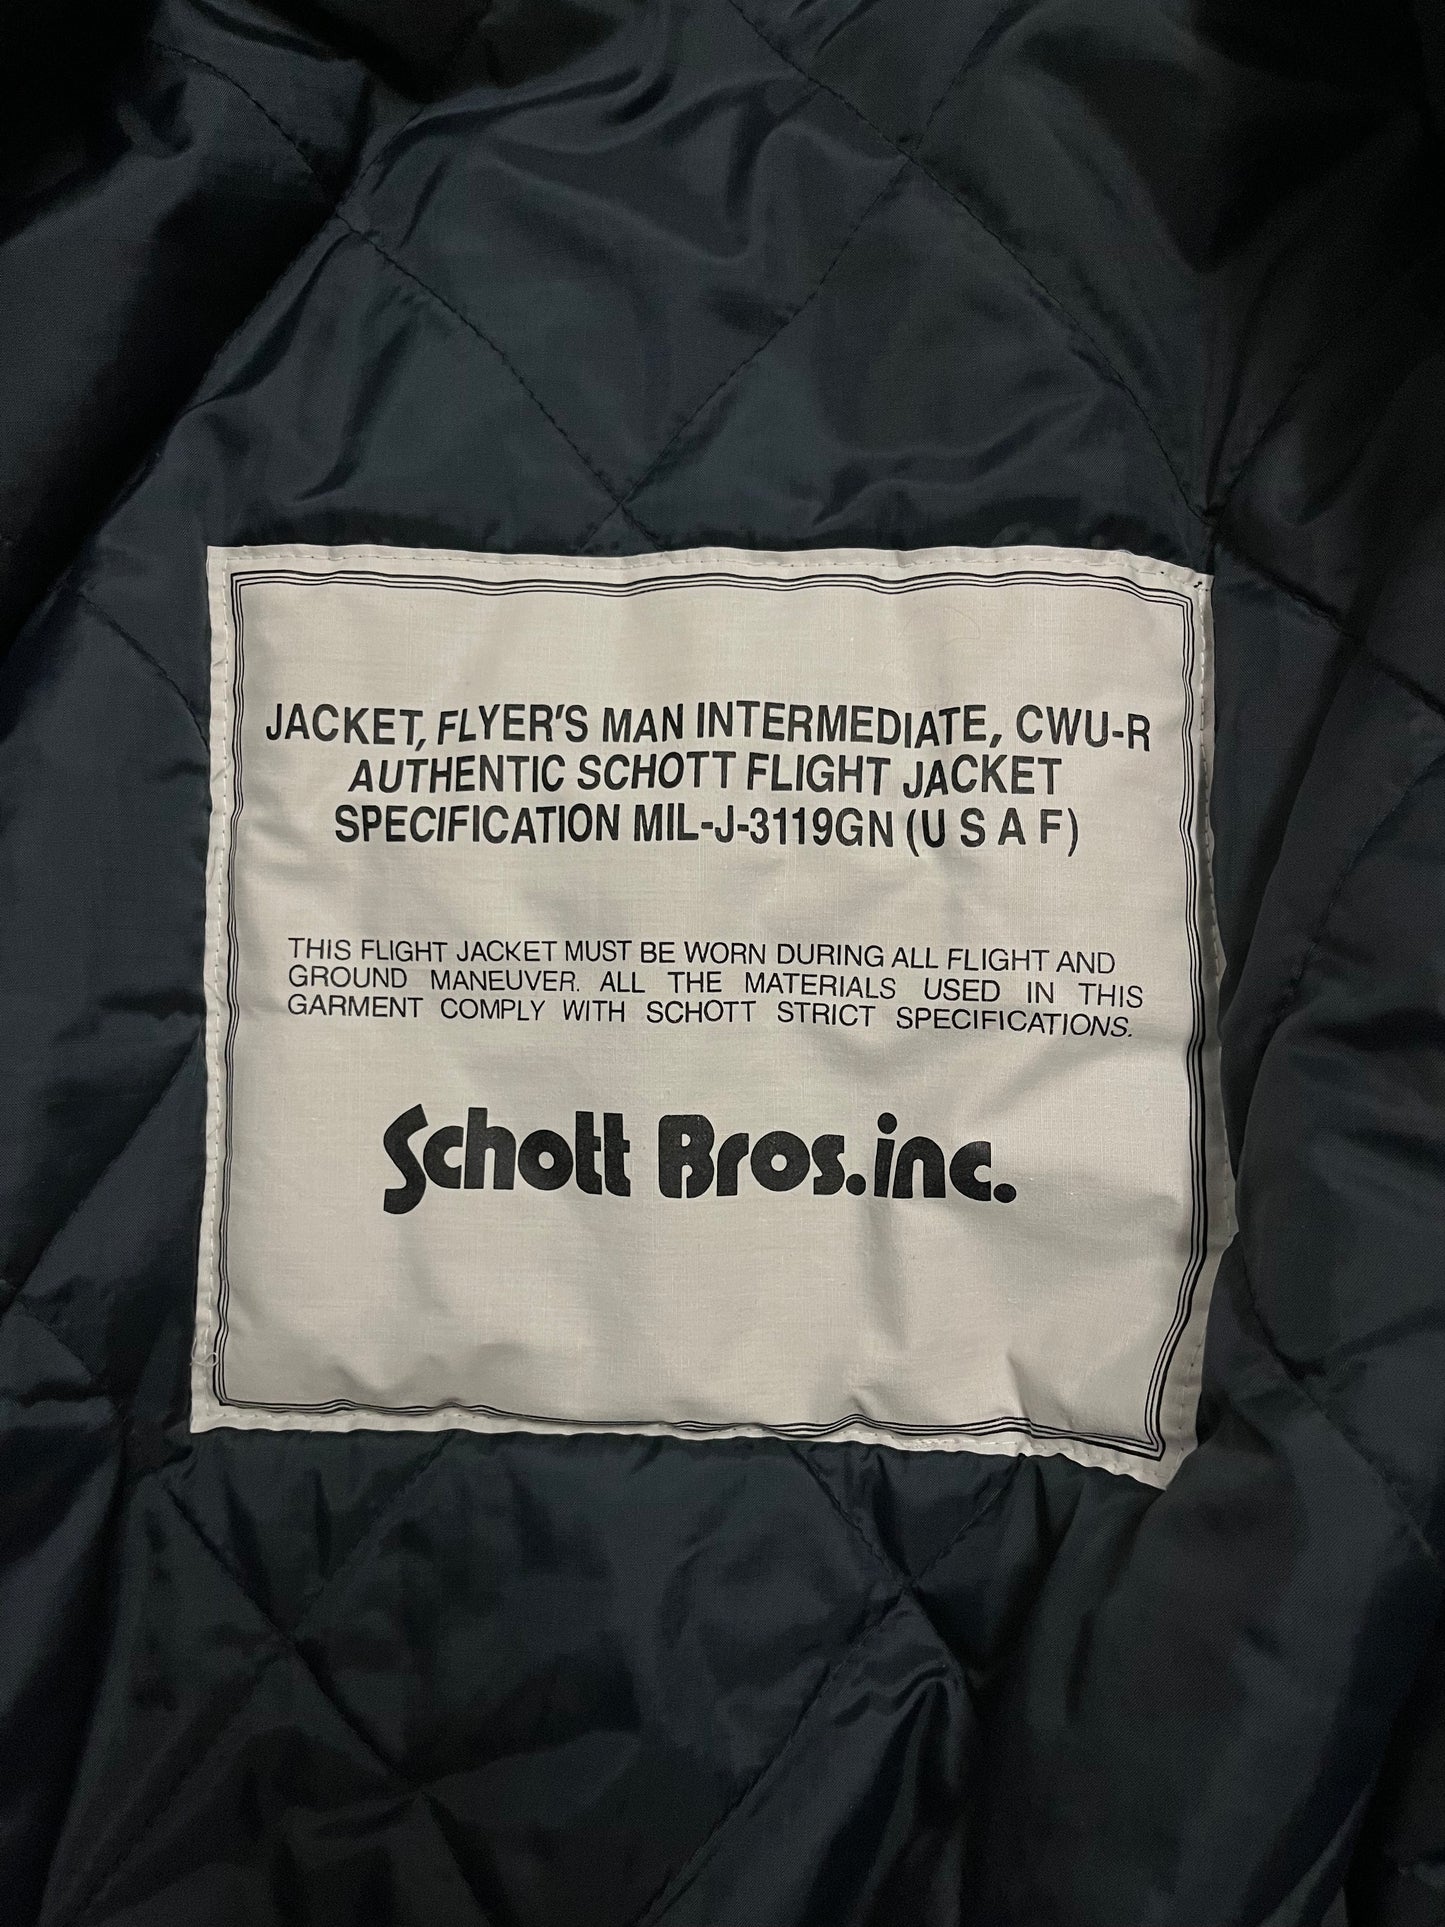 JACKET, FLYER'S MAN INTERMEDIATE, CWU-R
AUTHENTIC SCHOTT FLIGHT JACKET
SPECIFICATION MIL-J-3119GN (U S A F)
THIS FLIGHT JACKET MUST BE WORN DURING ALL FLIGHT AND
GROUND MANEUVER. ALL THE MATERIALS USED IN THIS
GARMENT COMPLY WITH SCHOTT STRICT SPECIFICATIONS.
Schott Bros.inc.